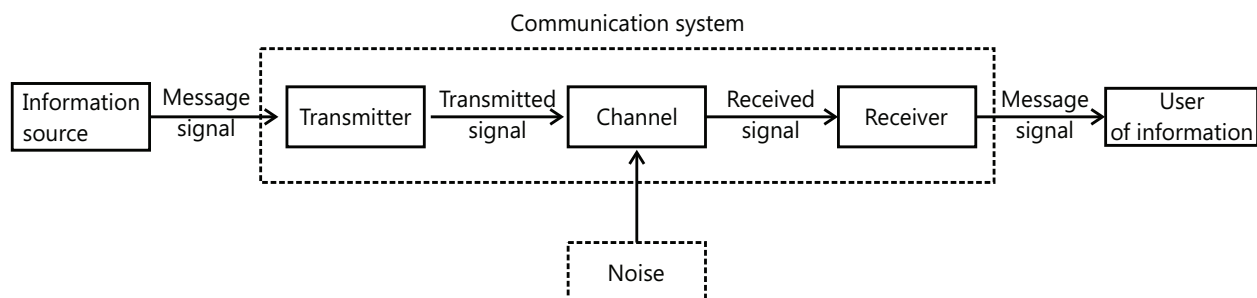 Communication system
Information
source
Message
signal
Transmitter
Transmitted
signal
Channel
Received
signal
Receiver
Message
signal
User
of information
Noise